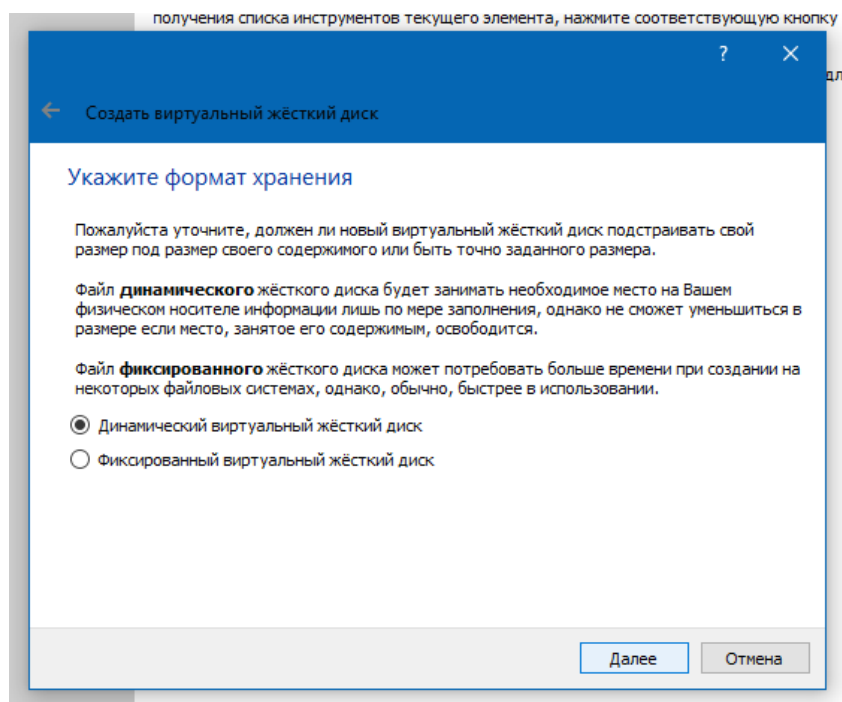 получения списка инструментов текущего элемента, нажмите соответствующую кнопку
?
Создать виртуальный жёсткий диск
Укажите формат хранения
Пожалуйста уточните, должен ли новый виртуальный жёсткий диск подстраивать свой
размер под размер своего содержимого или быть точно заданного размера.
Файл динамического жёсткого диска будет занимать необходимое место на Вашем
физическом носителе информации лишь по мере заполнения, однако не сможет уменьшиться в
размере если место, занятое его содержимым, освободится.
Файл фиксированного жёсткого диска может потребовать больше времени при создании на
некоторых файловых системах, однако, обычно, быстрее в использовании.
Динамический виртуальный жёсткий диск
Фиксированный виртуальный жёсткий диск
Далее Отмена